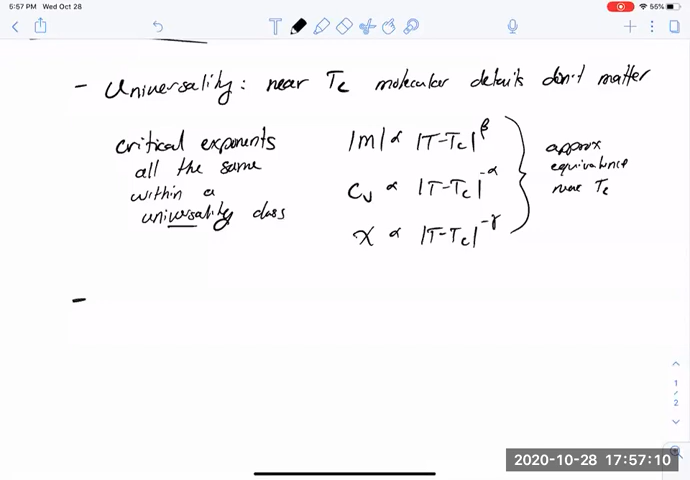 5:57 PM Wed Oct 28
56%
- Universality: near Tc molecular details don't matter
critical exponents
all the same
within a
universality class
|m| ∝ |T-Tc|^β
Cv ∝ |T-Tc|^-α
χ ∝ |T-Tc|^-γ
approx
equivalence
near Tc
-
1
/
2
2020-10-28 17:57:10